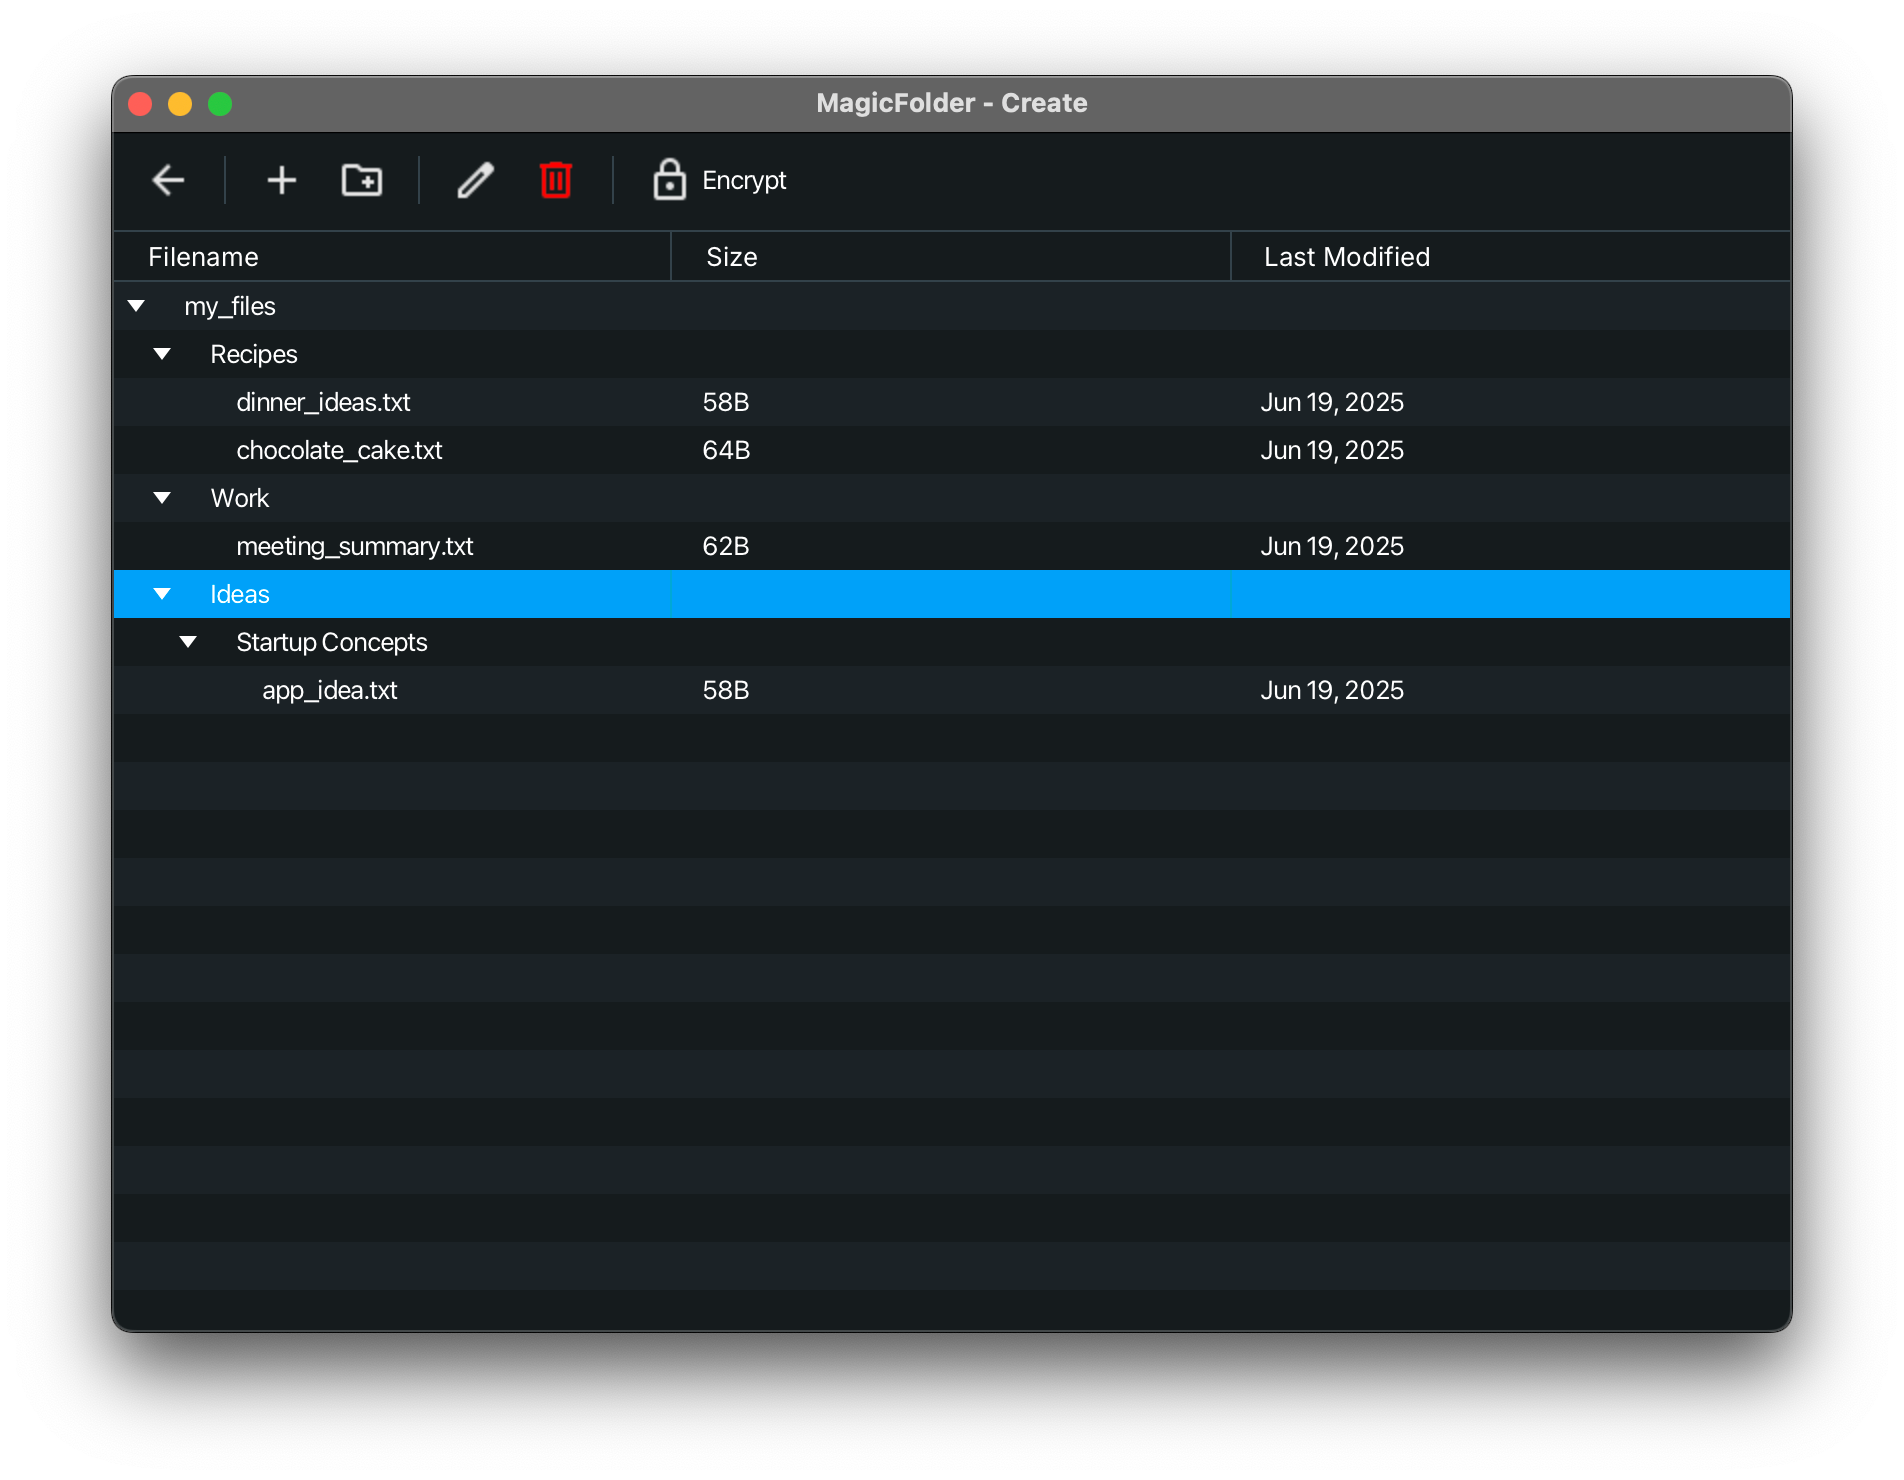 MagicFolder - Create
Encrypt
Filename Size Last Modified
my_files
Recipes
dinner_ideas.txt 58B Jun 19, 2025
chocolate_cake.txt 64B Jun 19, 2025
Work
meeting_summary.txt 62B Jun 19, 2025
Ideas
Startup Concepts
app_idea.txt 58B Jun 19, 2025